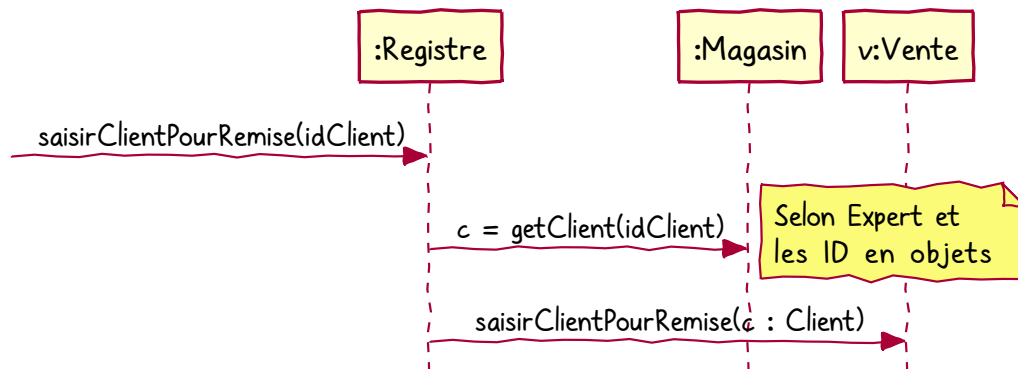 :Registre
:Magasin
v:Vente
saisirClientPourRemise(idClient)
c = getClient(idClient)
Selon Expert et
les ID en objets
saisirClientPourRemise(c : Client)